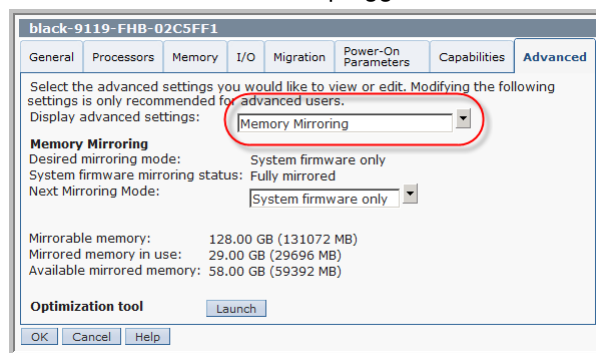 black-9119-FHB-02C5FF1
General Processors Memory I/O Migration Power-On Parameters Capabilities Advanced
Select the advanced settings you would like to view or edit. Modifying the following
settings is only recommended for advanced users.
Display advanced settings: Memory Mirroring
Memory Mirroring
Desired mirroring mode: System firmware only
System firmware mirroring status: Fully mirrored
Next Mirroring Mode: System firmware only
Mirrorable memory: 128.00 GB (131072 MB)
Mirrored memory in use: 29.00 GB (29696 MB)
Available mirrored memory: 58.00 GB (59392 MB)
Optimization tool Launch
OK Cancel Help